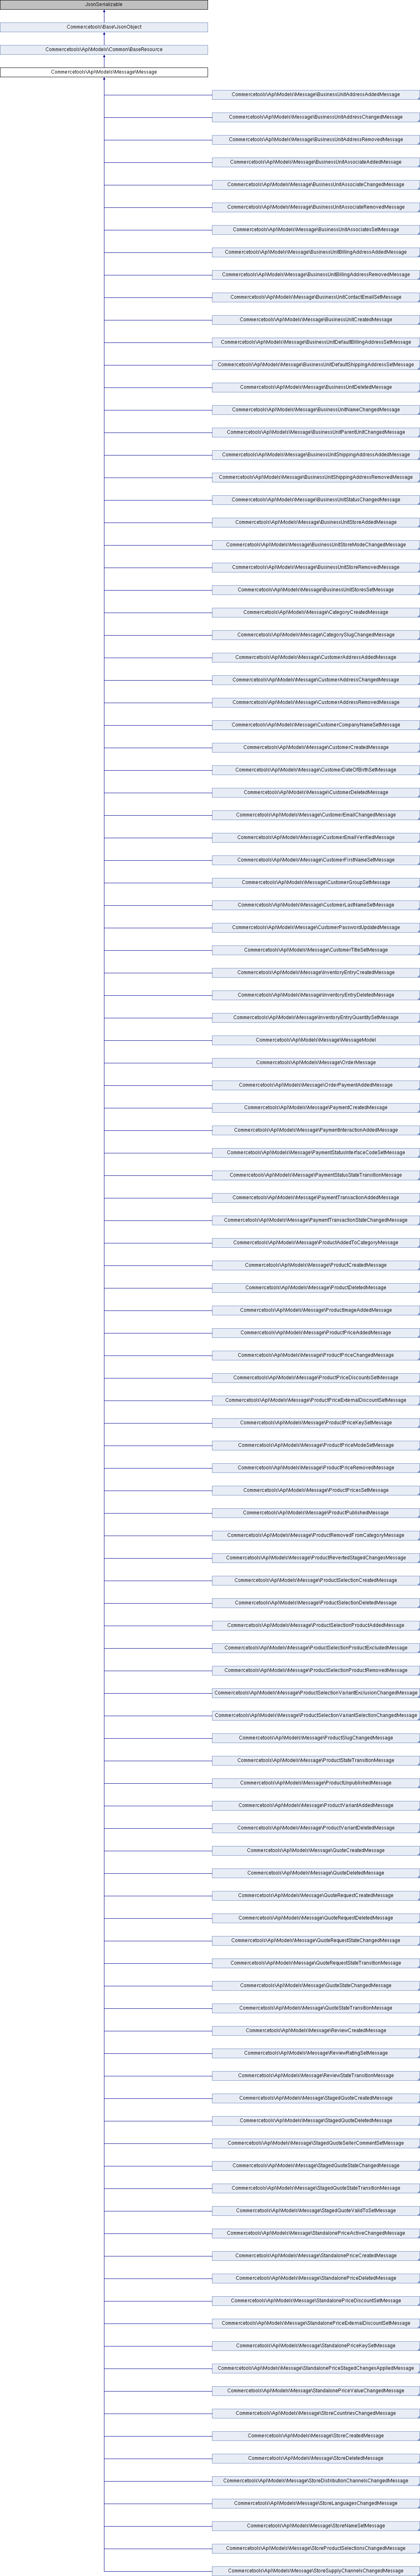 JsonSerializable
Commercetools\Base\JsonObject
Commercetools\Api\Models\Common\BaseResource
Commercetools\Api\Models\Message\Message
Commercetools\Api\Models\Message\BusinessUnitAddressAddedMessage
Commercetools\Api\Models\Message\BusinessUnitAddressChangedMessage
Commercetools\Api\Models\Message\BusinessUnitAddressRemovedMessage
Commercetools\Api\Models\Message\BusinessUnitAssociateAddedMessage
Commercetools\Api\Models\Message\BusinessUnitAssociateChangedMessage
Commercetools\Api\Models\Message\BusinessUnitAssociateRemovedMessage
Commercetools\Api\Models\Message\BusinessUnitAssociatesSetMessage
Commercetools\Api\Models\Message\BusinessUnitBillingAddressAddedMessage
Commercetools\Api\Models\Message\BusinessUnitBillingAddressRemovedMessage
Commercetools\Api\Models\Message\BusinessUnitContactEmailSetMessage
Commercetools\Api\Models\Message\BusinessUnitCreatedMessage
Commercetools\Api\Models\Message\BusinessUnitDefaultBillingAddressSetMessage
Commercetools\Api\Models\Message\BusinessUnitDefaultShippingAddressSetMessage
Commercetools\Api\Models\Message\BusinessUnitDeletedMessage
Commercetools\Api\Models\Message\BusinessUnitNameChangedMessage
Commercetools\Api\Models\Message\BusinessUnitParentUnitChangedMessage
Commercetools\Api\Models\Message\BusinessUnitShippingAddressAddedMessage
Commercetools\Api\Models\Message\BusinessUnitShippingAddressRemovedMessage
Commercetools\Api\Models\Message\BusinessUnitStatusChangedMessage
Commercetools\Api\Models\Message\BusinessUnitStoreAddedMessage
Commercetools\Api\Models\Message\BusinessUnitStoreModeChangedMessage
Commercetools\Api\Models\Message\BusinessUnitStoreRemovedMessage
Commercetools\Api\Models\Message\BusinessUnitStoresSetMessage
Commercetools\Api\Models\Message\CategoryCreatedMessage
Commercetools\Api\Models\Message\CategorySlugChangedMessage
Commercetools\Api\Models\Message\CustomerAddressAddedMessage
Commercetools\Api\Models\Message\CustomerAddressChangedMessage
Commercetools\Api\Models\Message\CustomerAddressRemovedMessage
Commercetools\Api\Models\Message\CustomerCompanyNameSetMessage
Commercetools\Api\Models\Message\CustomerCreatedMessage
Commercetools\Api\Models\Message\CustomerDateOfBirthSetMessage
Commercetools\Api\Models\Message\CustomerDeletedMessage
Commercetools\Api\Models\Message\CustomerEmailChangedMessage
Commercetools\Api\Models\Message\CustomerEmailVerifiedMessage
Commercetools\Api\Models\Message\CustomerFirstNameSetMessage
Commercetools\Api\Models\Message\CustomerGroupSetMessage
Commercetools\Api\Models\Message\CustomerLastNameSetMessage
Commercetools\Api\Models\Message\CustomerPasswordUpdatedMessage
Commercetools\Api\Models\Message\CustomerTitleSetMessage
Commercetools\Api\Models\Message\InventoryEntryCreatedMessage
Commercetools\Api\Models\Message\InventoryEntryDeletedMessage
Commercetools\Api\Models\Message\InventoryEntryQuantitySetMessage
Commercetools\Api\Models\Message\MessageModel
Commercetools\Api\Models\Message\OrderMessage
Commercetools\Api\Models\Message\OrderPaymentAddedMessage
Commercetools\Api\Models\Message\PaymentCreatedMessage
Commercetools\Api\Models\Message\PaymentInteractionAddedMessage
Commercetools\Api\Models\Message\PaymentStatusInterfaceCodeSetMessage
Commercetools\Api\Models\Message\PaymentStatusStateTransitionMessage
Commercetools\Api\Models\Message\PaymentTransactionAddedMessage
Commercetools\Api\Models\Message\PaymentTransactionStateChangedMessage
Commercetools\Api\Models\Message\ProductAddedToCategoryMessage
Commercetools\Api\Models\Message\ProductCreatedMessage
Commercetools\Api\Models\Message\ProductDeletedMessage
Commercetools\Api\Models\Message\ProductImageAddedMessage
Commercetools\Api\Models\Message\ProductPriceAddedMessage
Commercetools\Api\Models\Message\ProductPriceChangedMessage
Commercetools\Api\Models\Message\ProductPriceDiscountsSetMessage
Commercetools\Api\Models\Message\ProductPriceExternalDiscountSetMessage
Commercetools\Api\Models\Message\ProductPriceKeySetMessage
Commercetools\Api\Models\Message\ProductPriceModeSetMessage
Commercetools\Api\Models\Message\ProductPriceRemovedMessage
Commercetools\Api\Models\Message\ProductPricesSetMessage
Commercetools\Api\Models\Message\ProductPublishedMessage
Commercetools\Api\Models\Message\ProductRemovedFromCategoryMessage
Commercetools\Api\Models\Message\ProductRevertedStagedChangesMessage
Commercetools\Api\Models\Message\ProductSelectionCreatedMessage
Commercetools\Api\Models\Message\ProductSelectionDeletedMessage
Commercetools\Api\Models\Message\ProductSelectionProductAddedMessage
Commercetools\Api\Models\Message\ProductSelectionProductExcludedMessage
Commercetools\Api\Models\Message\ProductSelectionProductRemovedMessage
Commercetools\Api\Models\Message\ProductSelectionVariantExclusionChangedMessage
Commercetools\Api\Models\Message\ProductSelectionVariantSelectionChangedMessage
Commercetools\Api\Models\Message\ProductSlugChangedMessage
Commercetools\Api\Models\Message\ProductStateTransitionMessage
Commercetools\Api\Models\Message\ProductUnpublishedMessage
Commercetools\Api\Models\Message\ProductVariantAddedMessage
Commercetools\Api\Models\Message\ProductVariantDeletedMessage
Commercetools\Api\Models\Message\QuoteCreatedMessage
Commercetools\Api\Models\Message\QuoteDeletedMessage
Commercetools\Api\Models\Message\QuoteRequestCreatedMessage
Commercetools\Api\Models\Message\QuoteRequestDeletedMessage
Commercetools\Api\Models\Message\QuoteRequestStateChangedMessage
Commercetools\Api\Models\Message\QuoteRequestStateTransitionMessage
Commercetools\Api\Models\Message\QuoteStateChangedMessage
Commercetools\Api\Models\Message\QuoteStateTransitionMessage
Commercetools\Api\Models\Message\ReviewCreatedMessage
Commercetools\Api\Models\Message\ReviewRatingSetMessage
Commercetools\Api\Models\Message\ReviewStateTransitionMessage
Commercetools\Api\Models\Message\StagedQuoteCreatedMessage
Commercetools\Api\Models\Message\StagedQuoteDeletedMessage
Commercetools\Api\Models\Message\StagedQuoteSellerCommentSetMessage
Commercetools\Api\Models\Message\StagedQuoteStateChangedMessage
Commercetools\Api\Models\Message\StagedQuoteStateTransitionMessage
Commercetools\Api\Models\Message\StagedQuoteValidToSetMessage
Commercetools\Api\Models\Message\StandalonePriceActiveChangedMessage
Commercetools\Api\Models\Message\StandalonePriceCreatedMessage
Commercetools\Api\Models\Message\StandalonePriceDeletedMessage
Commercetools\Api\Models\Message\StandalonePriceDiscountSetMessage
Commercetools\Api\Models\Message\StandalonePriceExternalDiscountSetMessage
Commercetools\Api\Models\Message\StandalonePriceKeySetMessage
Commercetools\Api\Models\Message\StandalonePriceStagedChangesAppliedMessage
Commercetools\Api\Models\Message\StandalonePriceValueChangedMessage
Commercetools\Api\Models\Message\StoreCountriesChangedMessage
Commercetools\Api\Models\Message\StoreCreatedMessage
Commercetools\Api\Models\Message\StoreDeletedMessage
Commercetools\Api\Models\Message\StoreDistributionChannelsChangedMessage
Commercetools\Api\Models\Message\StoreLanguagesChangedMessage
Commercetools\Api\Models\Message\StoreNameSetMessage
Commercetools\Api\Models\Message\StoreProductSelectionsChangedMessage
Commercetools\Api\Models\Message\StoreSupplyChannelsChangedMessage